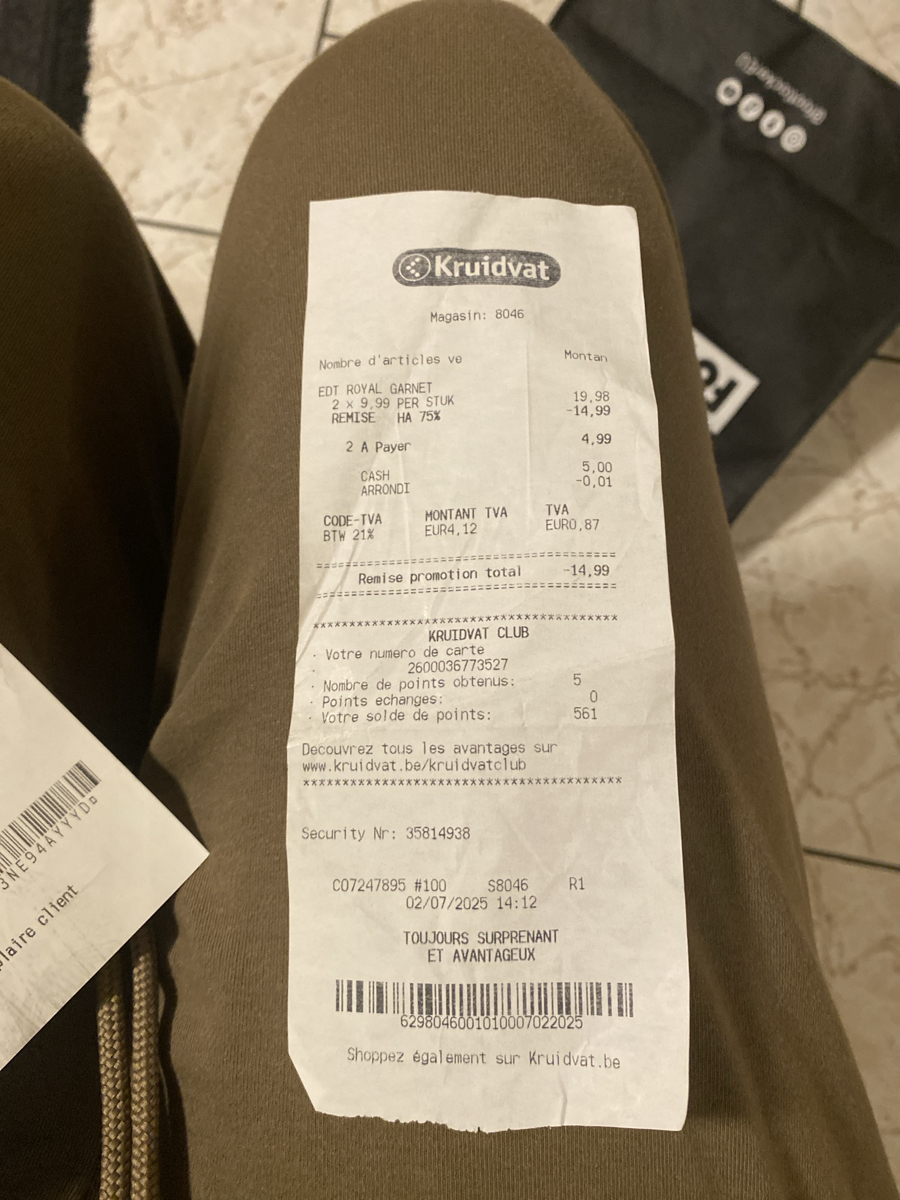 @footlockerEU
FO
Kruidvat
Magasin: 8046
Nombre d'articles ve Montan
EDT ROYAL GARNET
2 x 9,99 PER STUK 19,98
REMISE HA 75% -14,99
2 A Payer 4,99
CASH 5,00
ARRONDI -0,01
CODE-TVA MONTANT TVA TVA
BTW 21% EUR4,12 EUR0,87
================================
Remise promotion total -14,99
================================
***********************************
KRUIDVAT CLUB
· Votre numero de carte
· 2600036773527
· Nombre de points obtenus: 5
· Points echanges: 0
· Votre solde de points: 561
Decouvrez tous les avantages sur
www.kruidvat.be/kruidvatclub
***********************************
Security Nr: 35814938
C07247895 #100 S8046 R1
02/07/2025 14:12
TOUJOURS SURPRENANT
ET AVANTAGEUX
6298046001010007022025
Shoppez également sur Kruidvat.be
3NE94AYYYD
plaire client